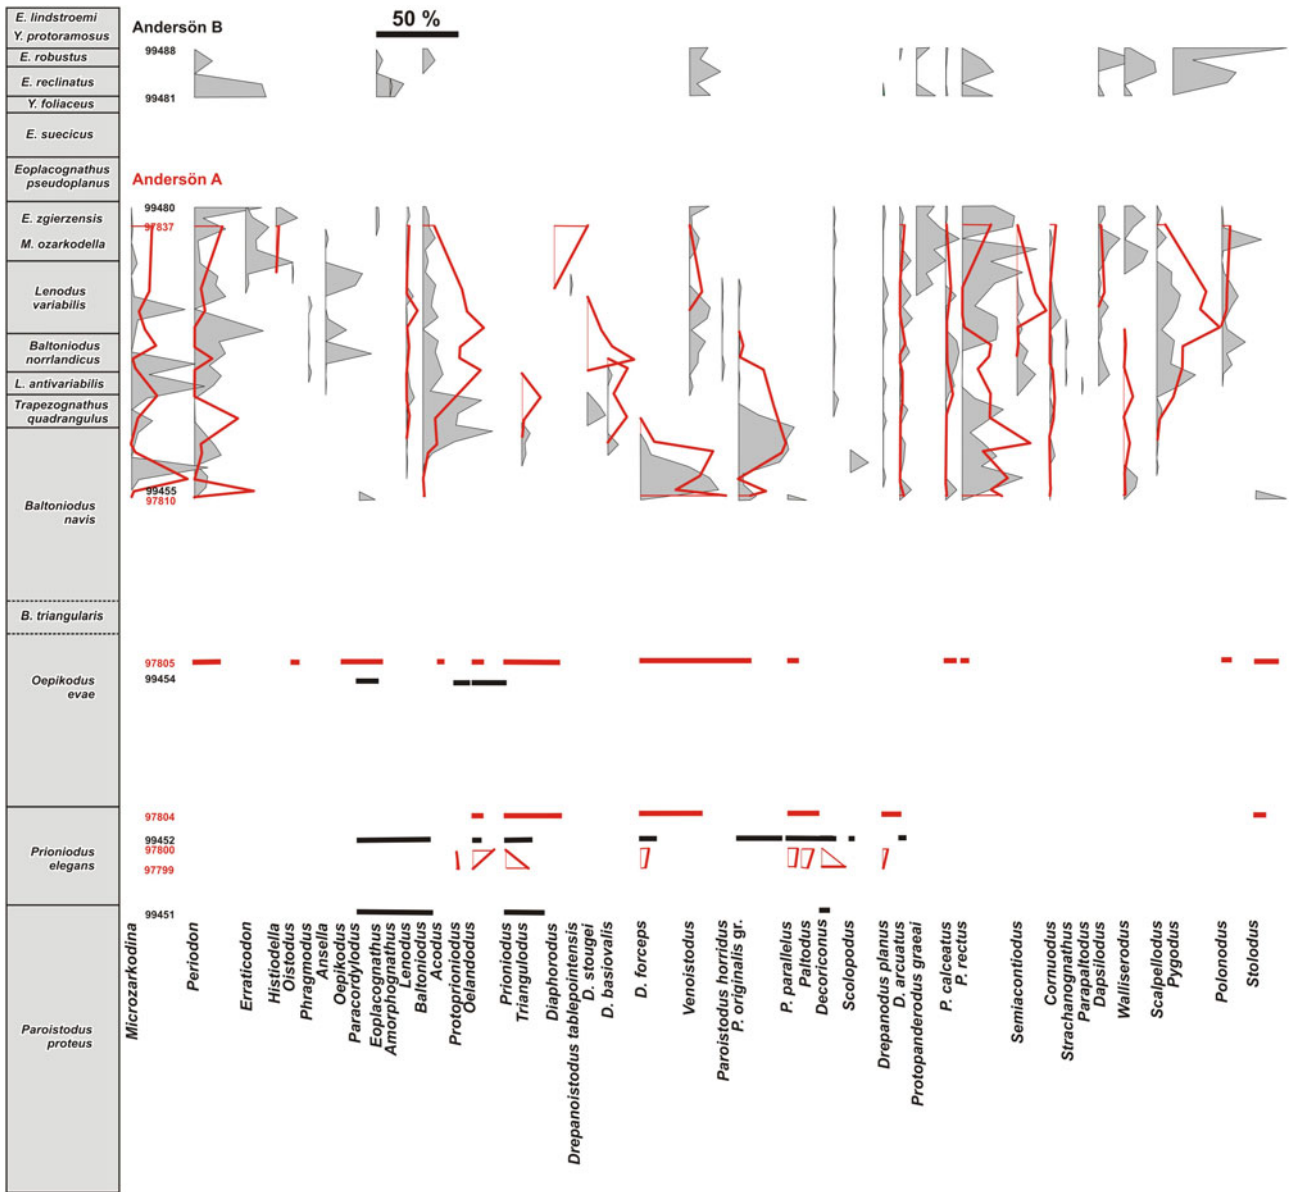 E. lindstroemi
Y. protoramosus
E. robustus
E. reclinatus
Y. foliaceus
E. suecicus
Eoplacognathus
pseudoplanus
E. zgierzensis
M. ozarkodella
Lenodus
variabilis
Baltoniodus
norrlandicus
L. antivariabilis
Trapezognathus
quadrangulus
Baltoniodus
navis
B. triangularis
Oepikodus
evae
Prioniodus
elegans
Paroistodus
proteus
Andersön B
50 %
99488
99481
Andersön A
99480
97837
99455
97810
97805
99454
97804
99452
97800
97799
99451
Microzarkodina
Periodon
Erraticodon
Histiodella
Oistodus
Phragmodus
Ansella
Oepikodus
Paracordylodus
Eoplacognathus
Amorphognathus
Lenodus
Baltoniodus
Acodus
Protoprioniodus
Oelandodus
Prioniodus
Triangulodus
Diaphorodus
Drepanoistodus tablepointensis
D. stougei
D. basiovalis
D. forceps
Venoistodus
Paroistodus horridus
P. originalis gr.
P. parallelus
Paltodus
Decoriconus
Scolopodus
Drepanodus planus
D. arcuatus
Protopanderodus graeai
P. calceatus
P. rectus
Semiacontiodus
Cornuodus
Strachanognathus
Parapaltodus
Dapsilodus
Walliserodus
Scalpellodus
Pygodus
Polonodus
Stolodus